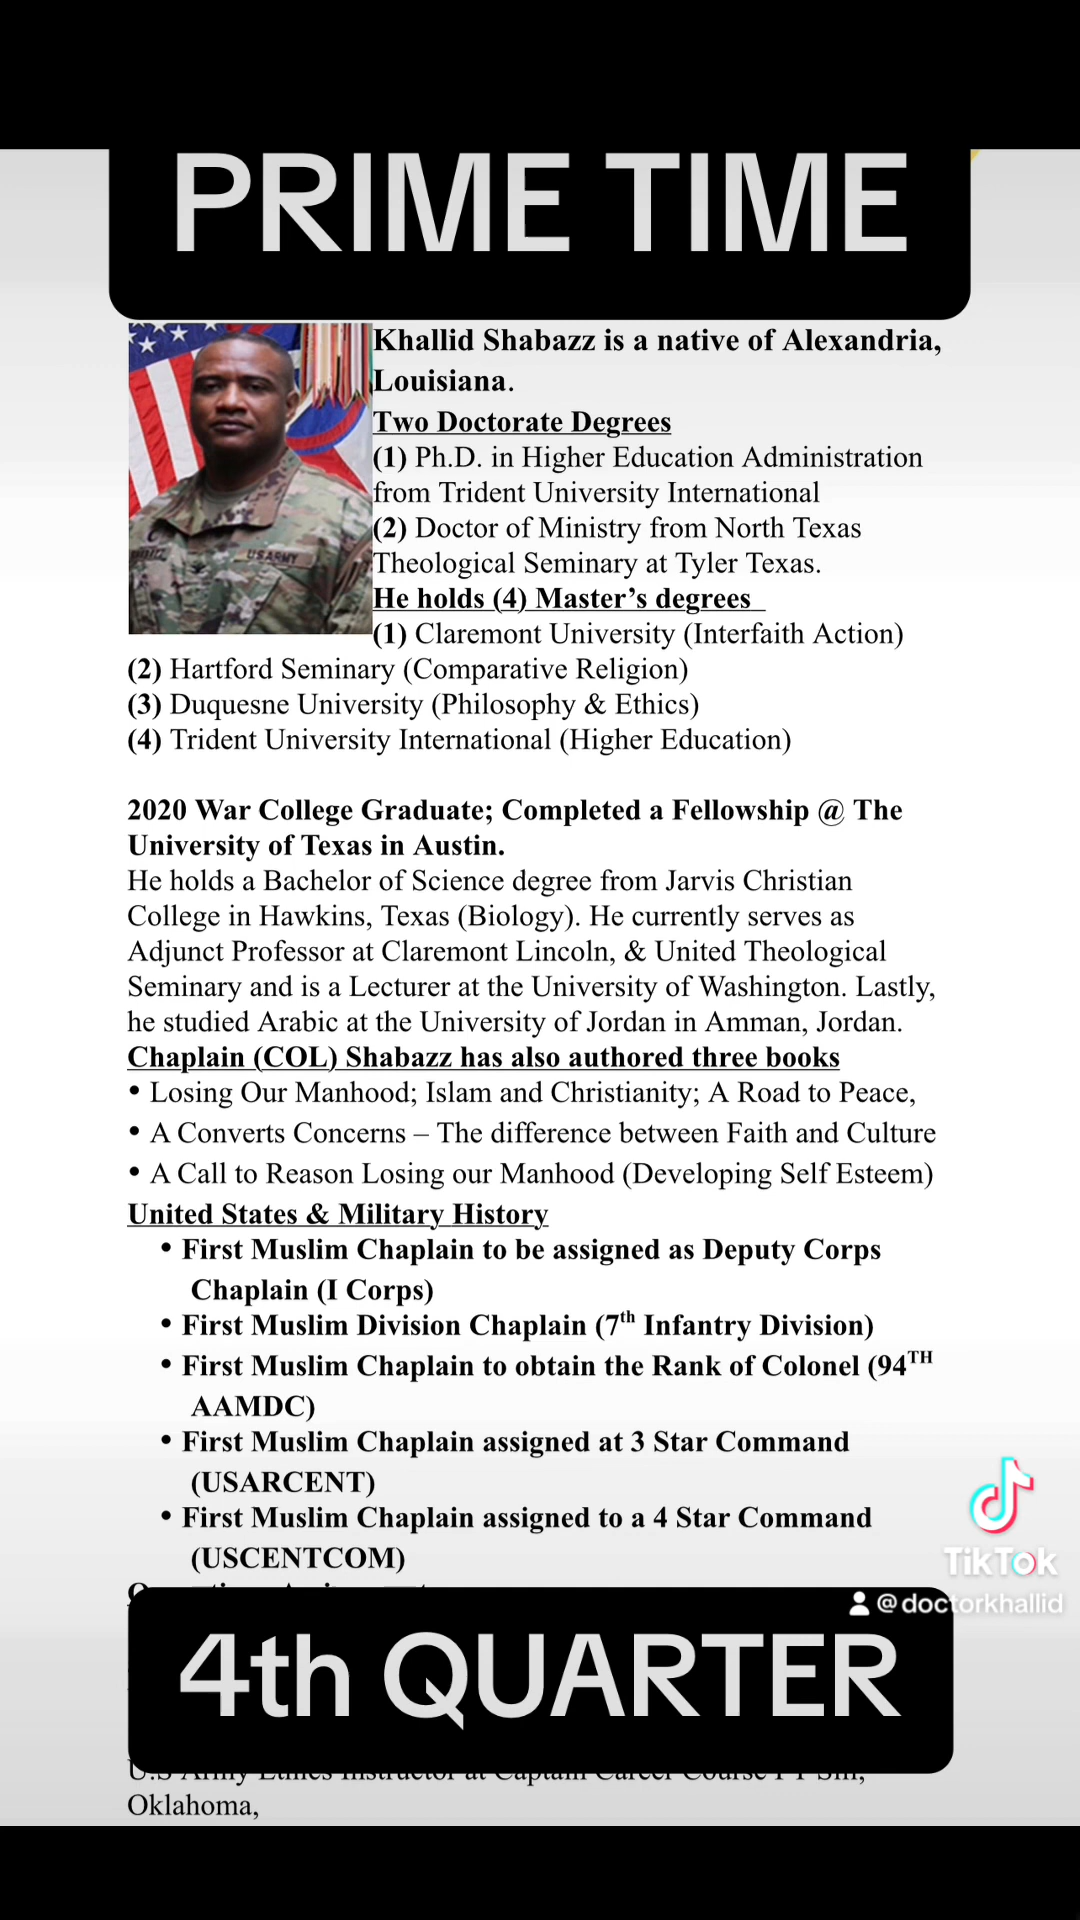 PRIME TIME
Khallid Shabazz is a native of Alexandria,
Louisiana.
Two Doctorate Degrees
(1) Ph.D. in Higher Education Administration
from Trident University International
(2) Doctor of Ministry from North Texas
Theological Seminary at Tyler Texas.
He holds (4) Master’s degrees
(1) Claremont University (Interfaith Action)
(2) Hartford Seminary (Comparative Religion)
(3) Duquesne University (Philosophy & Ethics)
(4) Trident University International (Higher Education)
2020 War College Graduate; Completed a Fellowship @ The
University of Texas in Austin.
He holds a Bachelor of Science degree from Jarvis Christian
College in Hawkins, Texas (Biology). He currently serves as
Adjunct Professor at Claremont Lincoln, & United Theological
Seminary and is a Lecturer at the University of Washington. Lastly,
he studied Arabic at the University of Jordan in Amman, Jordan.
Chaplain (COL) Shabazz has also authored three books
• Losing Our Manhood; Islam and Christianity; A Road to Peace,
• A Converts Concerns – The difference between Faith and Culture
• A Call to Reason Losing our Manhood (Developing Self Esteem)
United States & Military History
• First Muslim Chaplain to be assigned as Deputy Corps
Chaplain (I Corps)
• First Muslim Division Chaplain (7th Infantry Division)
• First Muslim Chaplain to obtain the Rank of Colonel (94TH
AAMDC)
• First Muslim Chaplain assigned at 3 Star Command
(USARCENT)
• First Muslim Chaplain assigned to a 4 Star Command
(USCENTCOM)
TikTok
@doctorkhallid
4th QUARTER
U.S Army Ethics Instructor at Captain Career Course FT Sill,
Oklahoma,
U.S ARMY